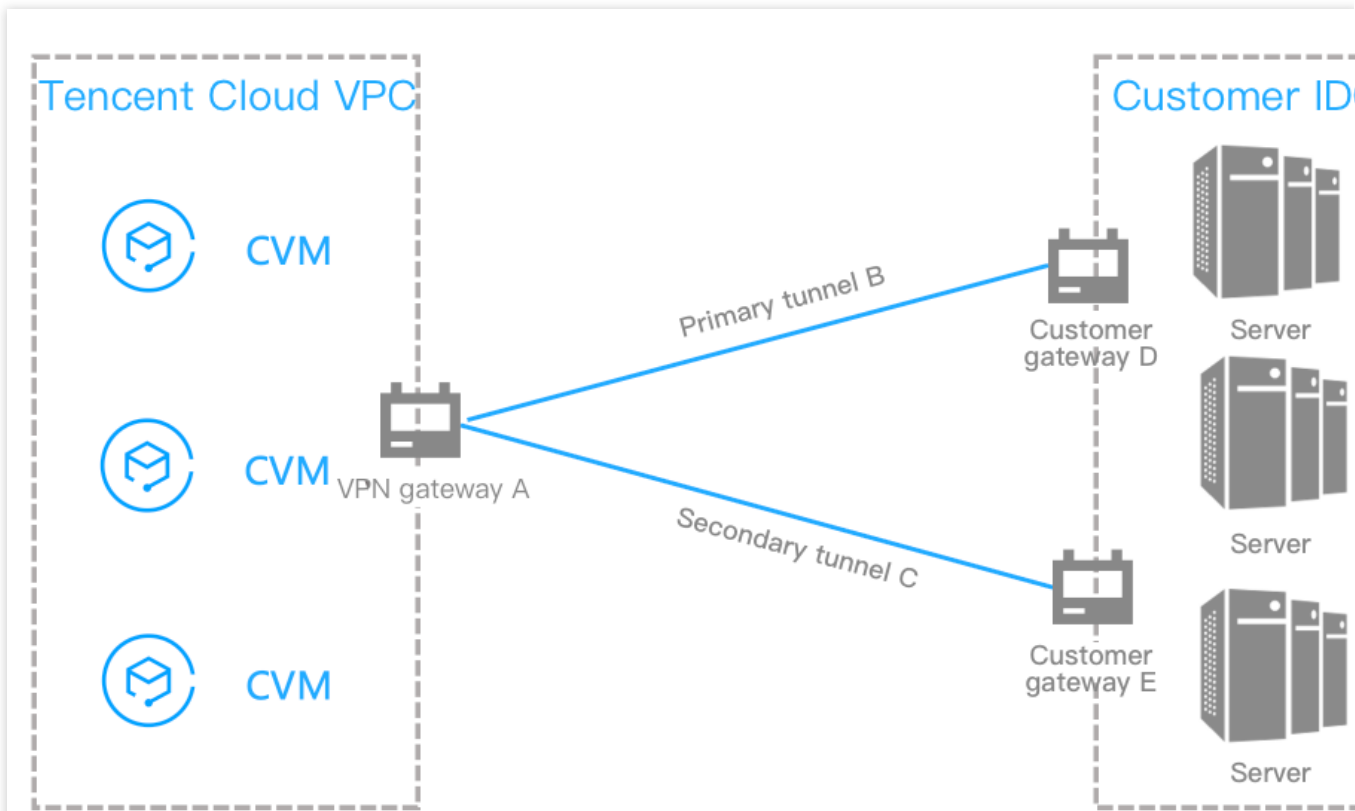 Tencent Cloud VPC
Customer ID
CVM
CVM
CVM
VPN gateway A
Primary tunnel B
Secondary tunnel C
Customer
gateway D
Customer
gateway E
Server
Server
Server